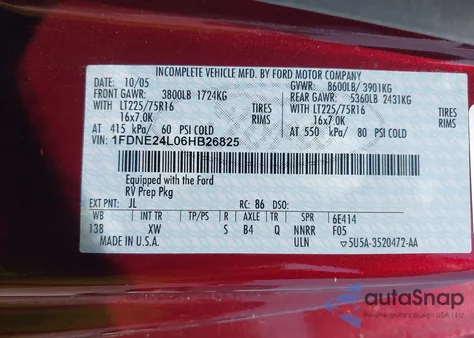 INCOMPLETE VEHICLE MFD. BY FORD MOTOR COMPANY
10/05 GVWR: 8600LB/ 3901KG
FRONT GAWR: 3800LB 1724KG REAR GAWR: 5360LB 2431KG
WITH LT225/75R16 TIRES WITH LT225/75R16 TIRES
16x7.0K RIMS 16x7.0K RIMS
AT 415 kPa/ 60 PSI COLD AT 550 kPa/ 80 PSI COLD
VIN: 1FDNE24L06HB26825
Equipped with the Ford
RV Prep Pkg
EXT PNT: JL RC: 86 DSO:
WB INT TR TP/PS R AXLE TR SPR 6E414
138 XW S B4 Q NNRR F05
MADE IN U.S.A. ULN 5U5A-3520472-AA
autoSnap